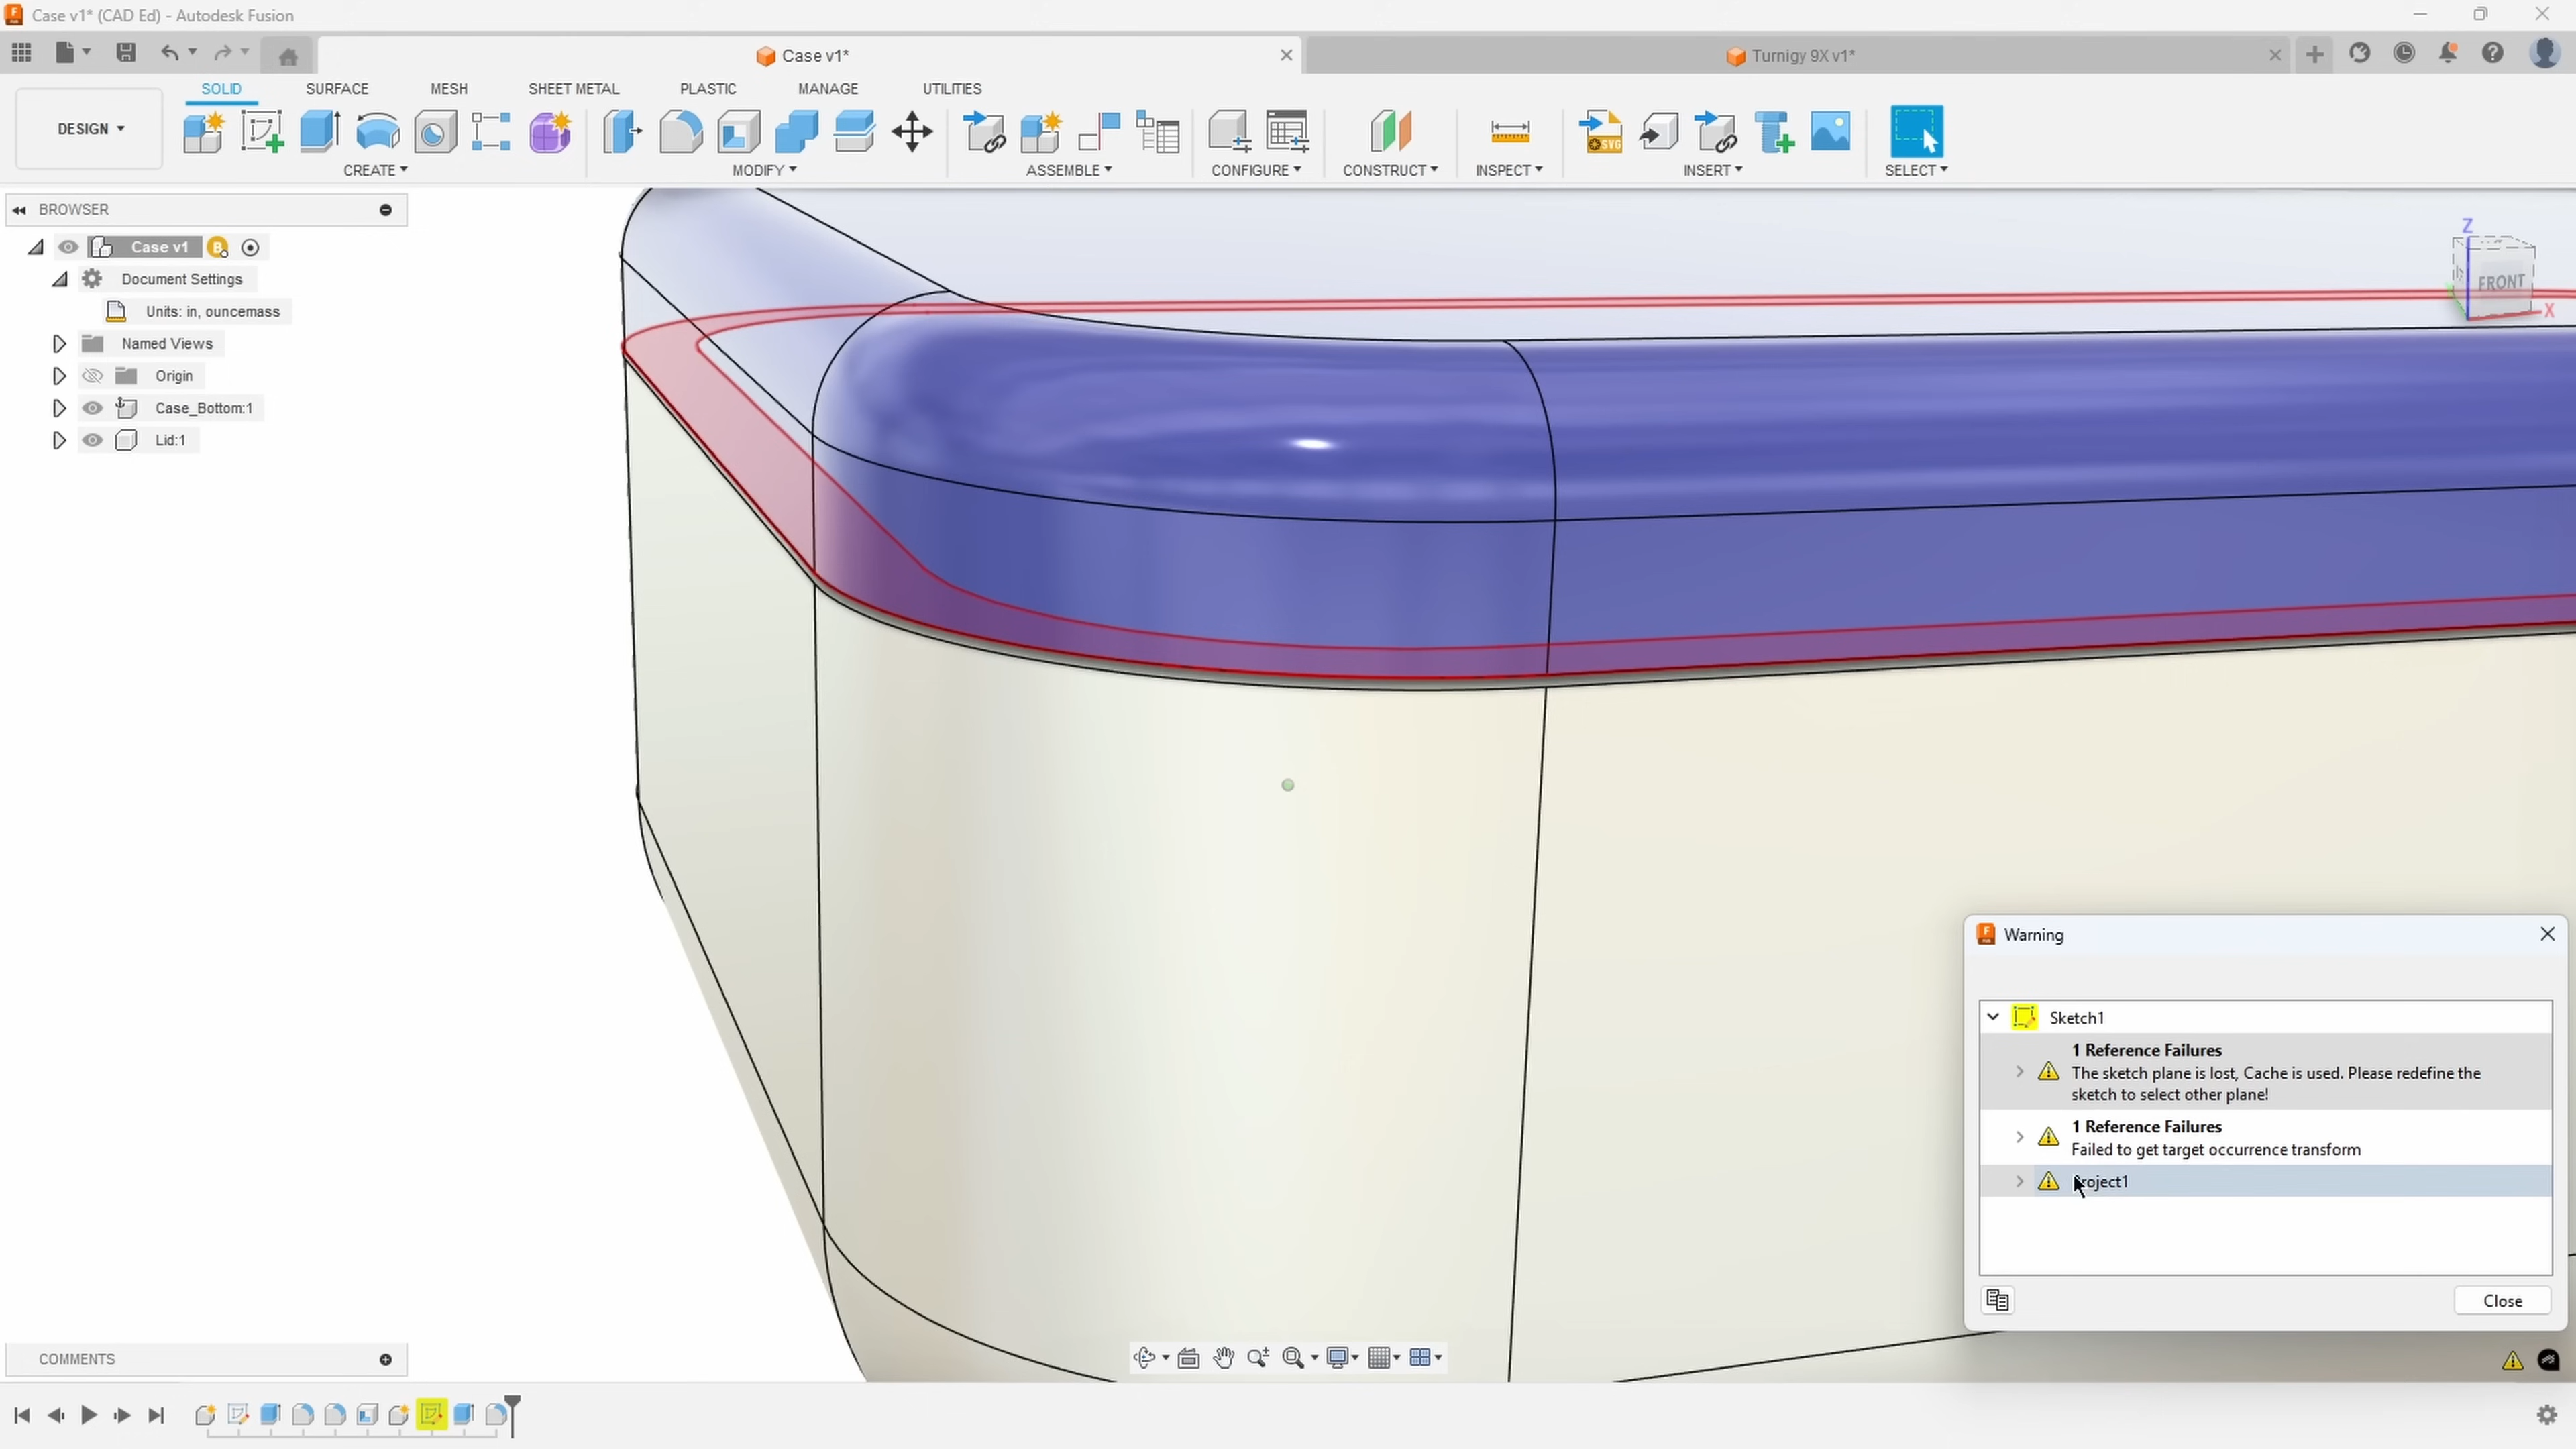 Case v1* (CAD Ed) - Autodesk Fusion
Case v1*
Turnigy 9X v1*
SOLID SURFACE MESH SHEET METAL PLASTIC MANAGE UTILITIES
DESIGN
CREATE MODIFY ASSEMBLE CONFIGURE CONSTRUCT INSPECT INSERT SELECT
SVG
BROWSER
Case v1
B
Document Settings
Units: in, ouncemass
Named Views
Origin
Case_Bottom:1
Lid:1
Z
FRONT
X
Warning
Sketch1
1 Reference Failures
The sketch plane is lost, Cache is used. Please redefine the
sketch to select other plane!
1 Reference Failures
Failed to get target occurrence transform
roject1
Close
COMMENTS